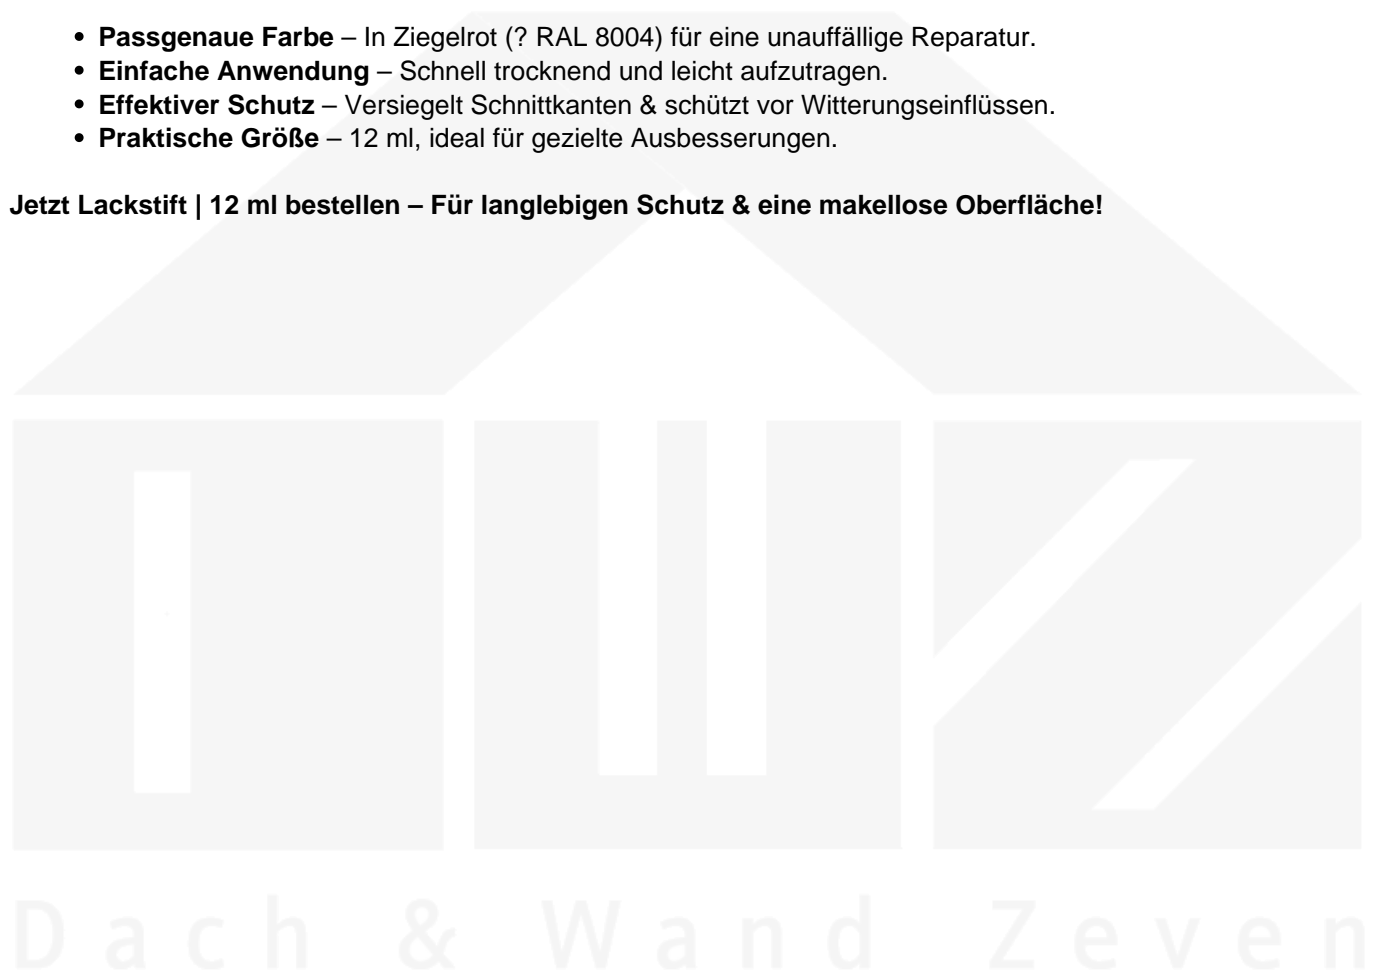 • Passgenaue Farbe – In Ziegelrot (? RAL 8004) für eine unauffällige Reparatur.
• Einfache Anwendung – Schnell trocknend und leicht aufzutragen.
• Effektiver Schutz – Versiegelt Schnittkanten & schützt vor Witterungseinflüssen.
• Praktische Größe – 12 ml, ideal für gezielte Ausbesserungen.
Jetzt Lackstift | 12 ml bestellen – Für langlebigen Schutz & eine makellose Oberfläche!
Dach & Wand Zeven